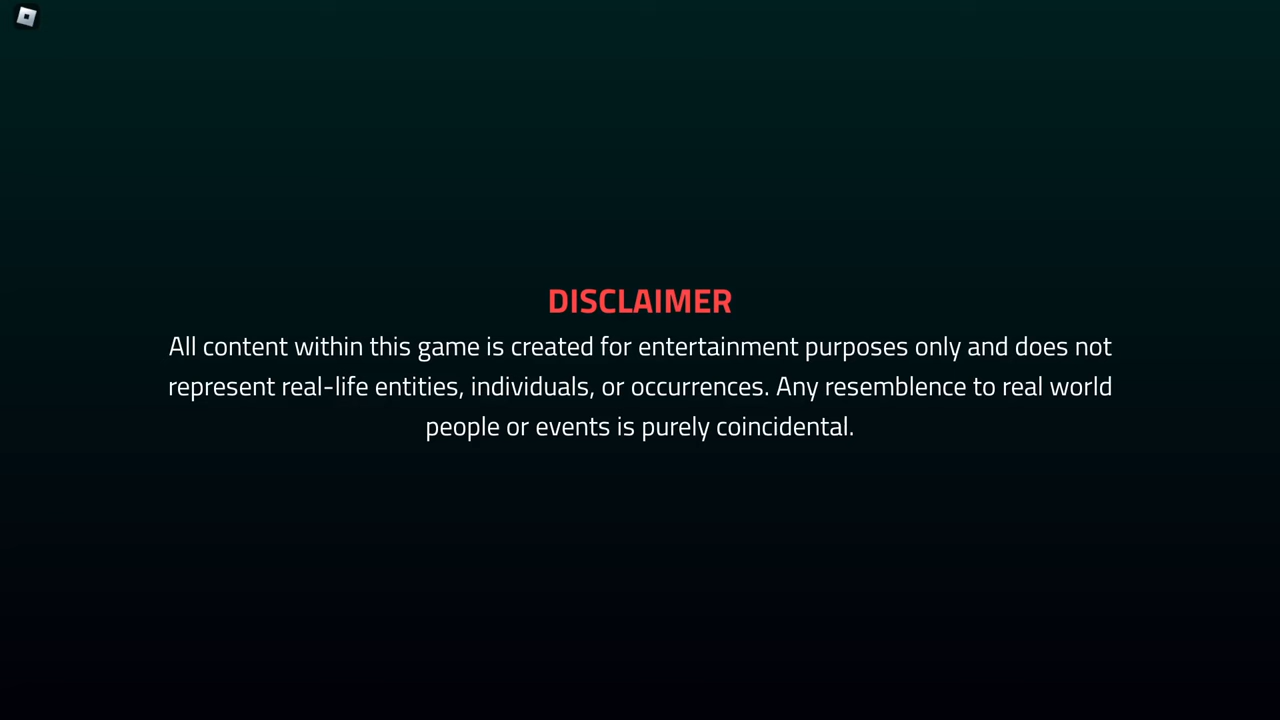 DISCLAIMER
All content within this game is created for entertainment purposes only and does not
represent real-life entities, individuals, or occurrences. Any resemblence to real world
people or events is purely coincidental.